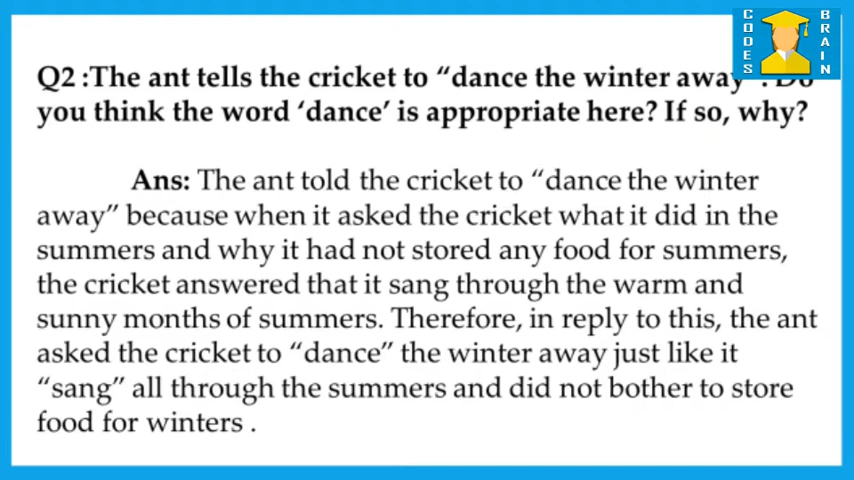 CODES
BRAIN
Q2 :The ant tells the cricket to “dance the winter away” . Do
you think the word ‘dance’ is appropriate here? If so, why?
Ans: The ant told the cricket to “dance the winter
away” because when it asked the cricket what it did in the
summers and why it had not stored any food for summers,
the cricket answered that it sang through the warm and
sunny months of summers. Therefore, in reply to this, the ant
asked the cricket to “dance” the winter away just like it
“sang” all through the summers and did not bother to store
food for winters .